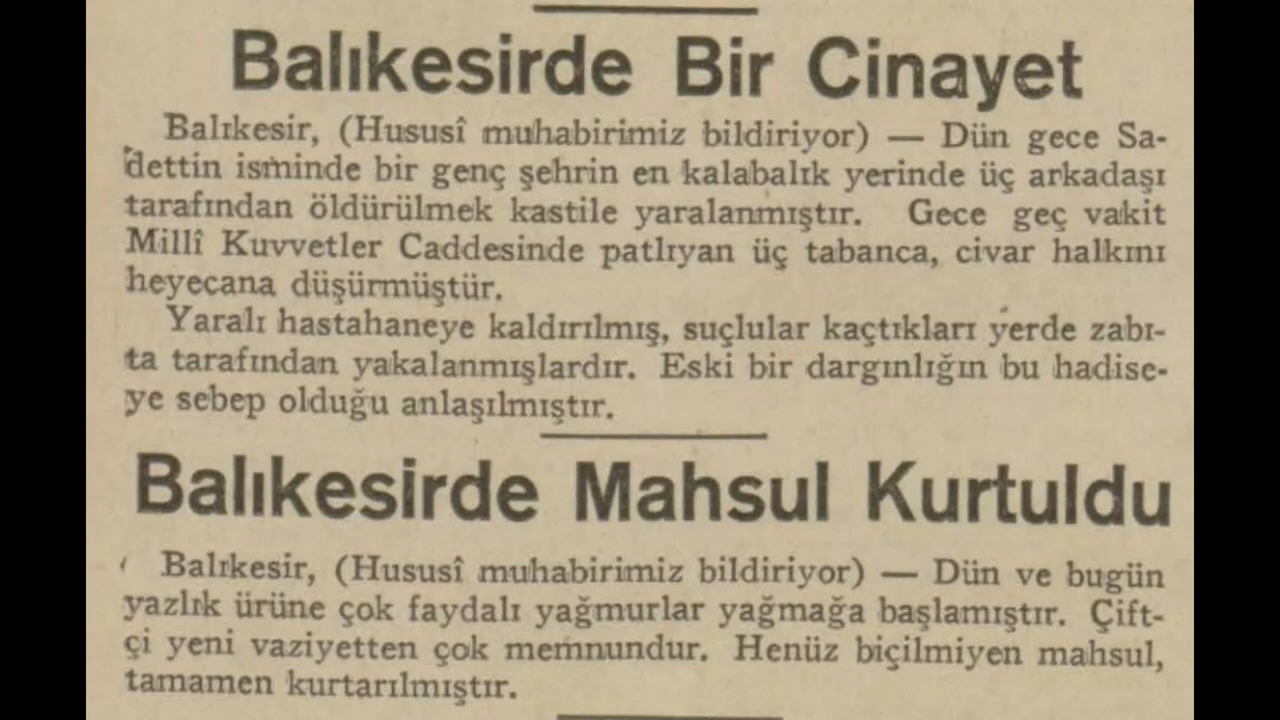 Balıkesirde Bir Cinayet
Balıkesir, (Hususî muhabirimiz bildiriyor) — Dün gece Sa-
dettin isminde bir genç şehrin en kalabalık yerinde üç arkadaşı
tarafından öldürülmek kastile yaralanmıştır. Gece geç vakit
Millî Kuvvetler Caddesinde patlıyan üç tabanca, civar halkını
heyecana düşürmüştür.
Yaralı hastahaneye kaldırılmış, suçlular kaçtıkları yerde zabı-
ta tarafından yakalanmışlardır. Eski bir dargınlığın bu hadise-
ye sebep olduğu anlaşılmıştır.
Balıkesirde Mahsul Kurtuldu
Balıkesir, (Hususî muhabirimiz bildiriyor) — Dün ve bugün
yazlık ürüne çok faydalı yağmurlar yağmağa başlamıştır. Çift-
çi yeni vaziyetten çok memnundur. Henüz biçilmiyen mahsul,
tamamen kurtarılmıştır.